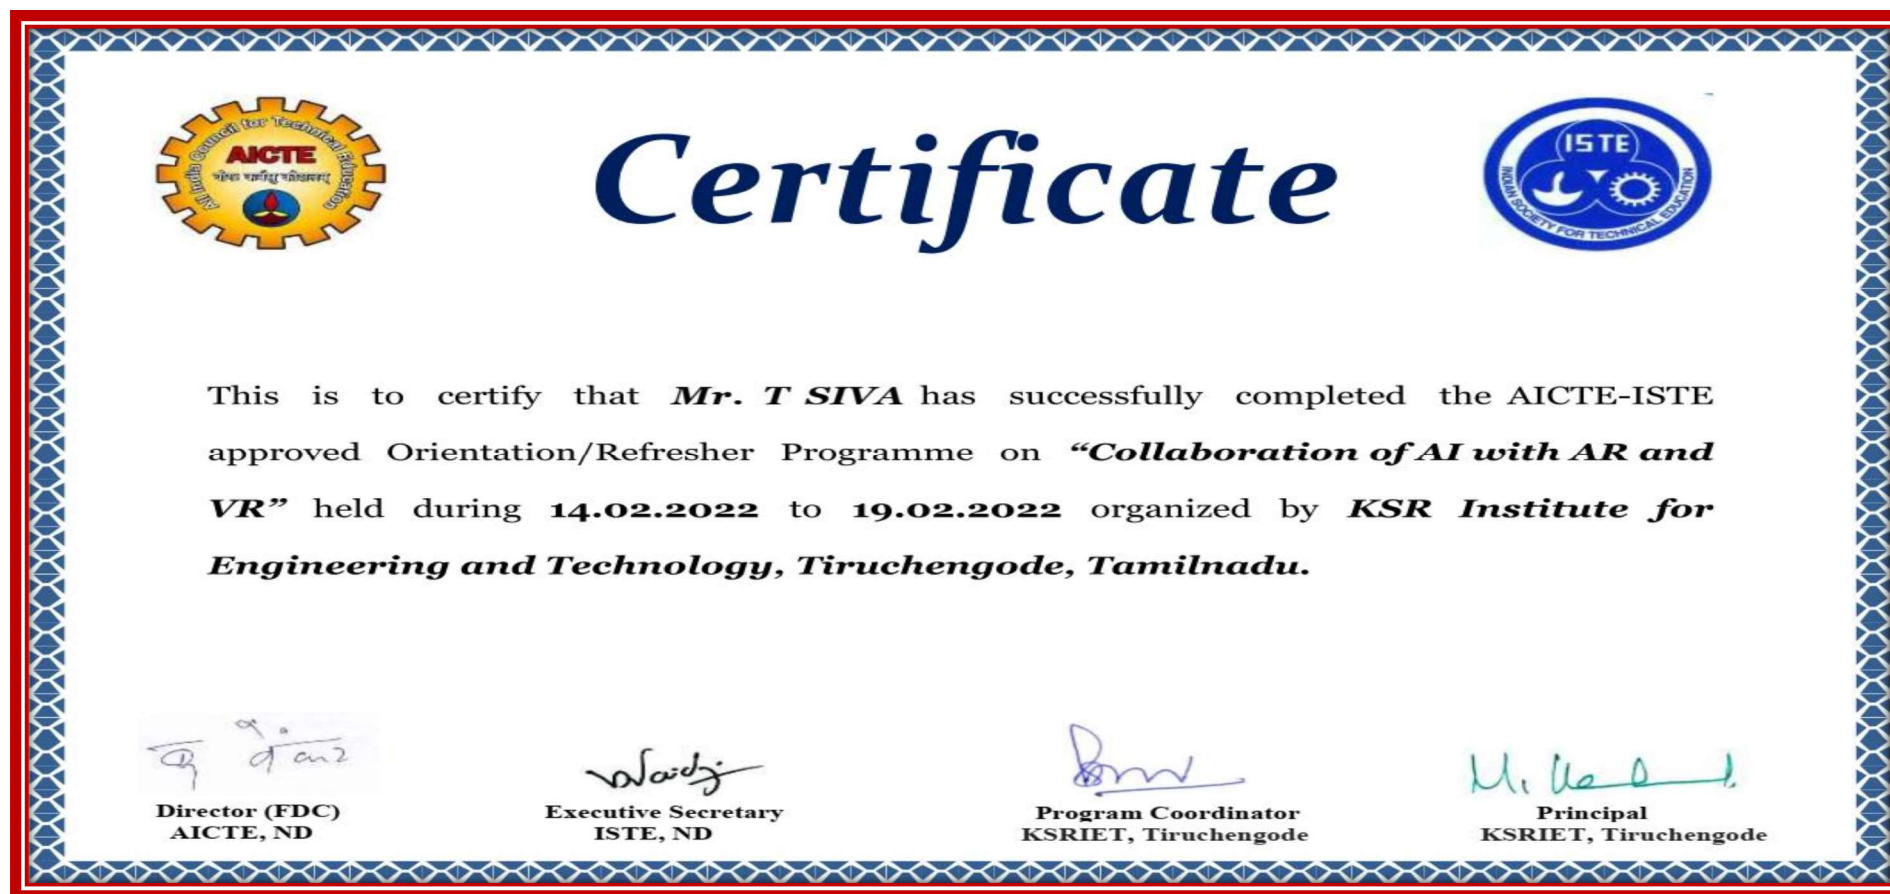 All India Council for Technical Education
AICTE
Certificate
ISTE
INDIAN SOCIETY FOR TECHNICAL EDUCATION
This is to certify that Mr. T SIVA has successfully completed the AICTE-ISTE
approved Orientation/Refresher Programme on “Collaboration of AI with AR and
VR” held during 14.02.2022 to 19.02.2022 organized by KSR Institute for
Engineering and Technology, Tiruchengode, Tamilnadu.
Director (FDC)
AICTE, ND
Executive Secretary
ISTE, ND
Program Coordinator
KSRIET, Tiruchengode
Principal
KSRIET, Tiruchengode